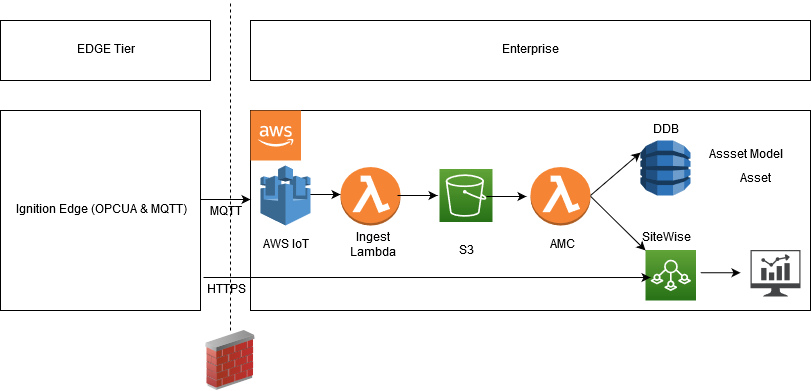 EDGE Tier
Enterprise
aws
DDB
Assset Model
Asset
Ignition Edge (OPCUA & MQTT)
MQTT
AWS IoT
Ingest
Lambda
S3
AMC
SiteWise
HTTPS